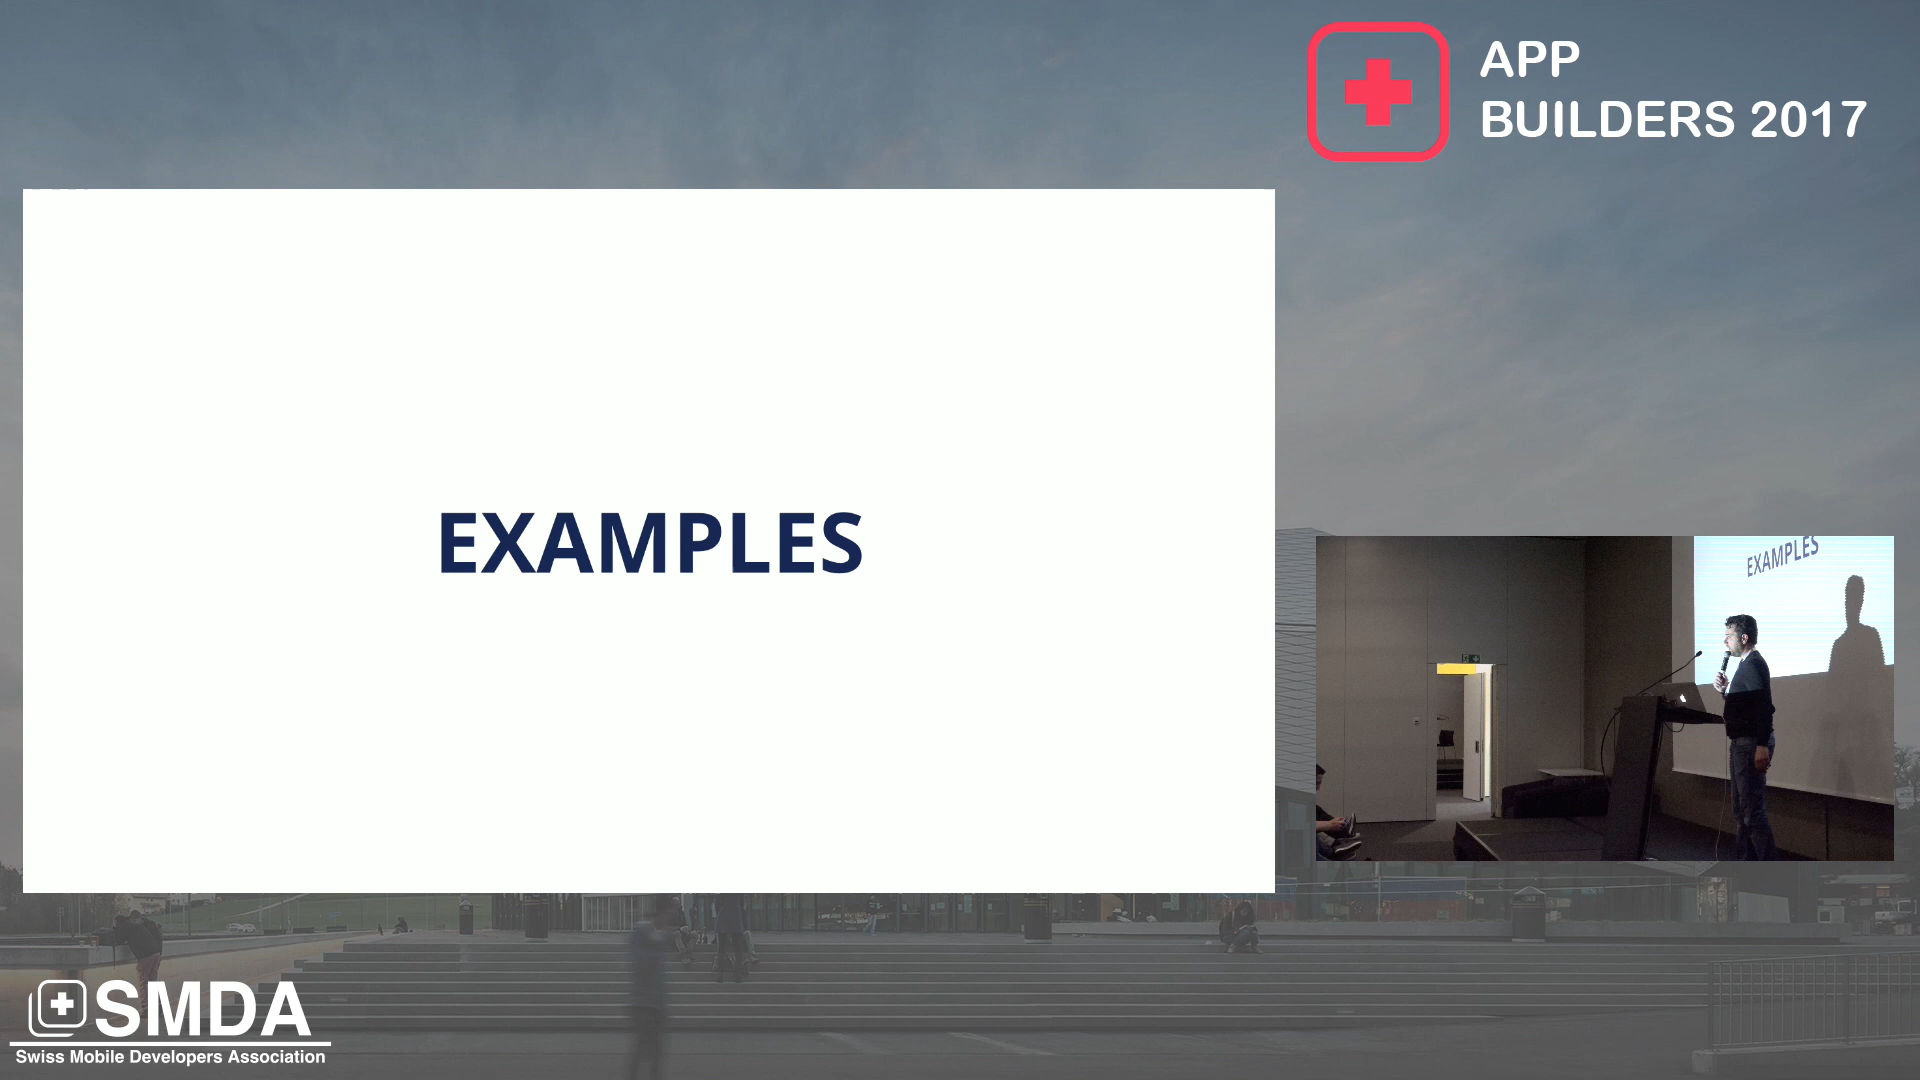 APP
BUILDERS 2017
EXAMPLES
EXAMPLES
SMDA
Swiss Mobile Developers Association